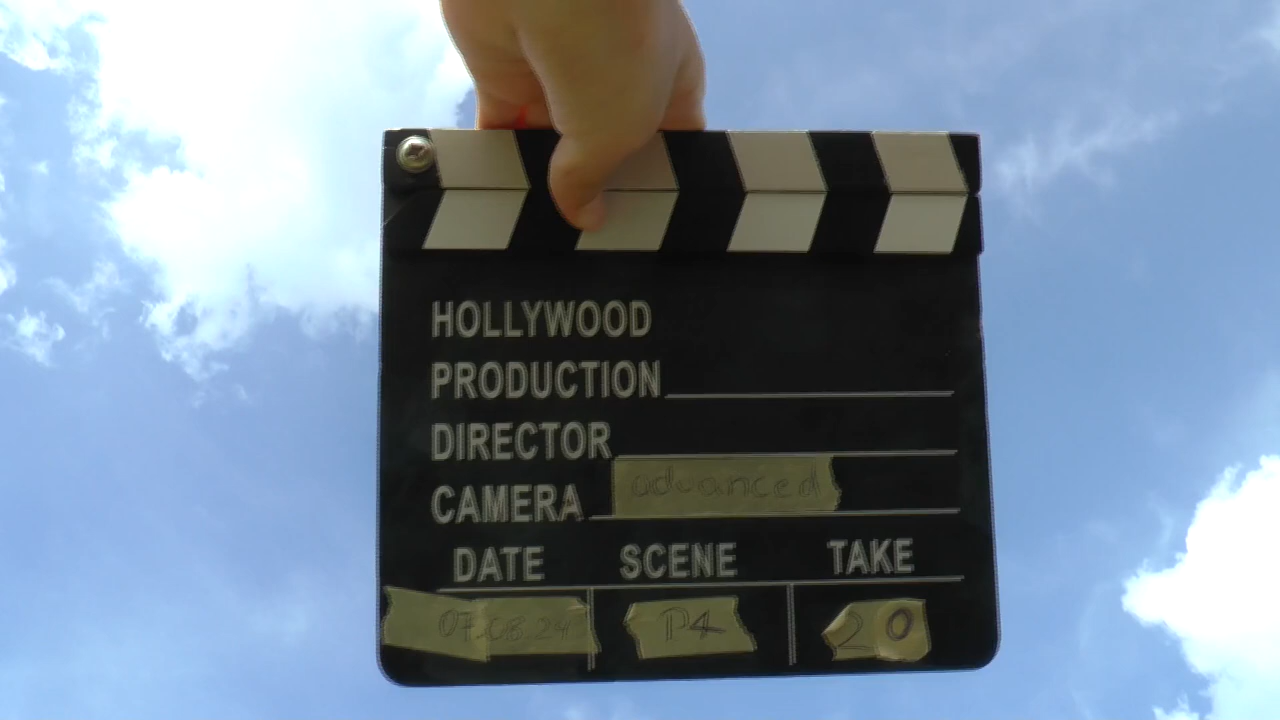 HOLLYWOOD
PRODUCTION
DIRECTOR
CAMERA advanced
DATE SCENE TAKE
07.08.24 P4 20